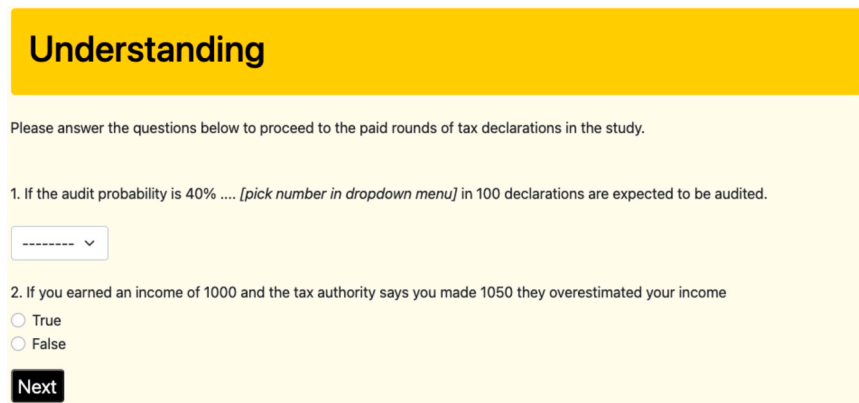 Understanding
Please answer the questions below to proceed to the paid rounds of tax declarations in the study.
1. If the audit probability is 40% .... [pick number in dropdown menu] in 100 declarations are expected to be audited.
--------
2. If you earned an income of 1000 and the tax authority says you made 1050 they overestimated your income
True
False
Next